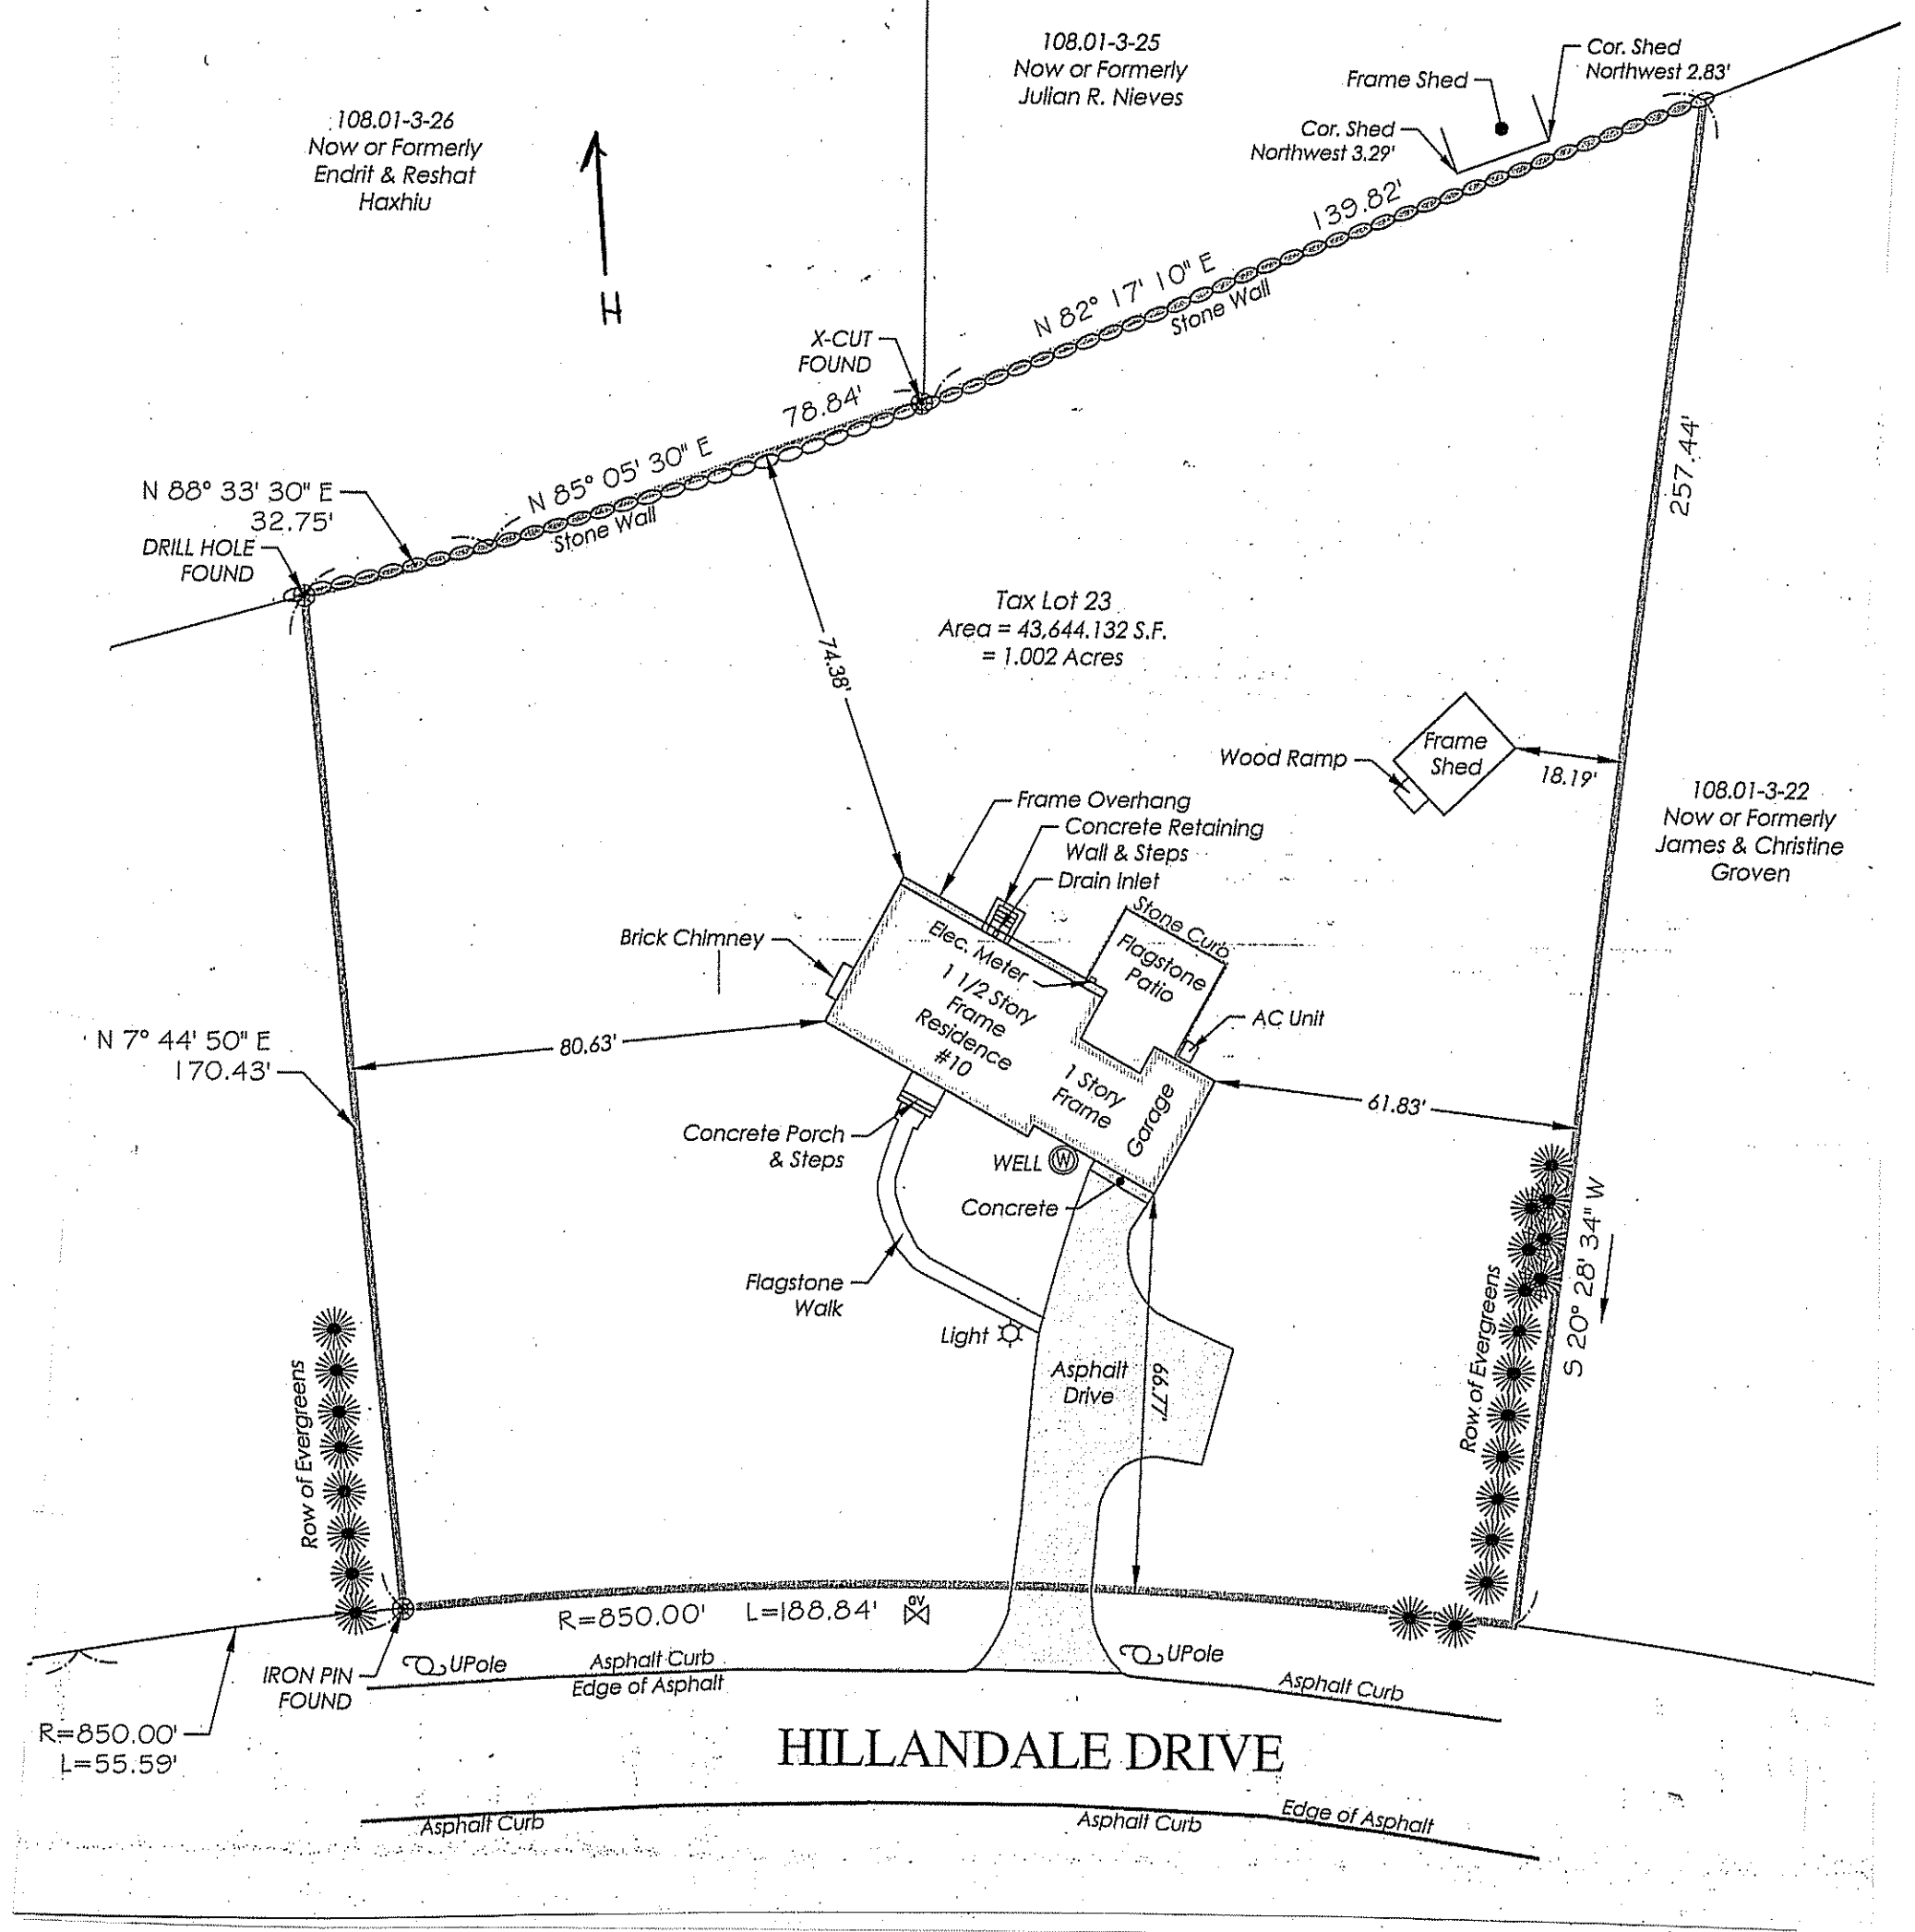 108.01-3-25
Now or Formerly
Julian R. Nieves
Cor. Shed
Northwest 2.83'
Frame Shed
Cor. Shed
Northwest 3.29'
108.01-3-26
Now or Formerly
Endrit & Reshat
Haxhiu
139.82'
N 82° 17' 10" E
Stone Wall
X-CUT
FOUND
78.84'
N 85° 05' 30" E
Stone Wall
N 88° 33' 30" E
32.75'
DRILL HOLE
FOUND
257.44'
Tax Lot 23
Area = 43,644.132 S.F.
= 1.002 Acres
74.38'
Frame
Shed
Wood Ramp
18.19'
108.01-3-22
Now or Formerly
James & Christine
Groven
Frame Overhang
Concrete Retaining
Wall & Steps
Drain Inlet
Stone Curb
Flagstone
Patio
Brick Chimney
Elec. Meter
1 1/2 Story
Frame
Residence
#10
AC Unit
N 7° 44' 50" E
170.43'
80.63'
1 Story
Frame
Garage
61.83'
Concrete Porch
& Steps
WELL
W
Concrete
S 20° 28' 34" W
Flagstone
Walk
Light
Row of Evergreens
Row of Evergreens
Asphalt
Drive
66.77'
R=850.00' L=188.84'
GV
UPole
Asphalt Curb
Edge of Asphalt
UPole
Asphalt Curb
IRON PIN
FOUND
R=850.00'
L=55.59'
HILLANDALE DRIVE
Asphalt Curb
Asphalt Curb
Edge of Asphalt